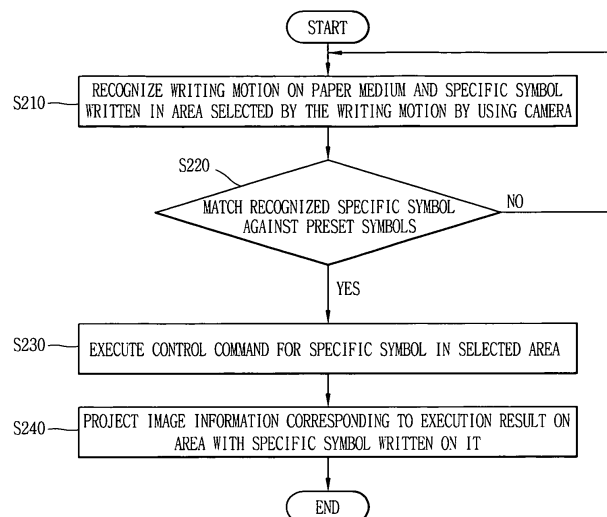 START
S210
RECOGNIZE WRITING MOTION ON PAPER MEDIUM AND SPECIFIC SYMBOL
WRITTEN IN AREA SELECTED BY THE WRITING MOTION BY USING CAMERA
S220
MATCH RECOGNIZED SPECIFIC SYMBOL
AGAINST PRESET SYMBOLS
NO
YES
S230
EXECUTE CONTROL COMMAND FOR SPECIFIC SYMBOL IN SELECTED AREA
S240
PROJECT IMAGE INFORMATION CORRESPONDING TO EXECUTION RESULT ON
AREA WITH SPECIFIC SYMBOL WRITTEN ON IT
END